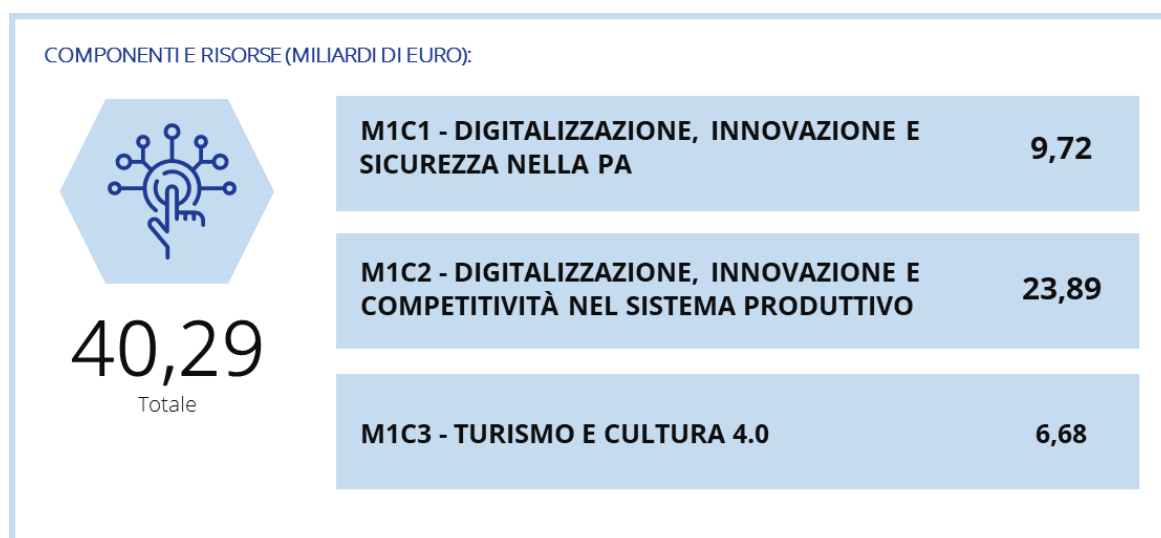 COMPONENTI E RISORSE (MILIARDI DI EURO):
M1C1 - DIGITALIZZAZIONE, INNOVAZIONE E
SICUREZZA NELLA PA
9,72
M1C2 - DIGITALIZZAZIONE, INNOVAZIONE E
COMPETITIVITÀ NEL SISTEMA PRODUTTIVO
23,89
40,29
Totale
M1C3 - TURISMO E CULTURA 4.0
6,68